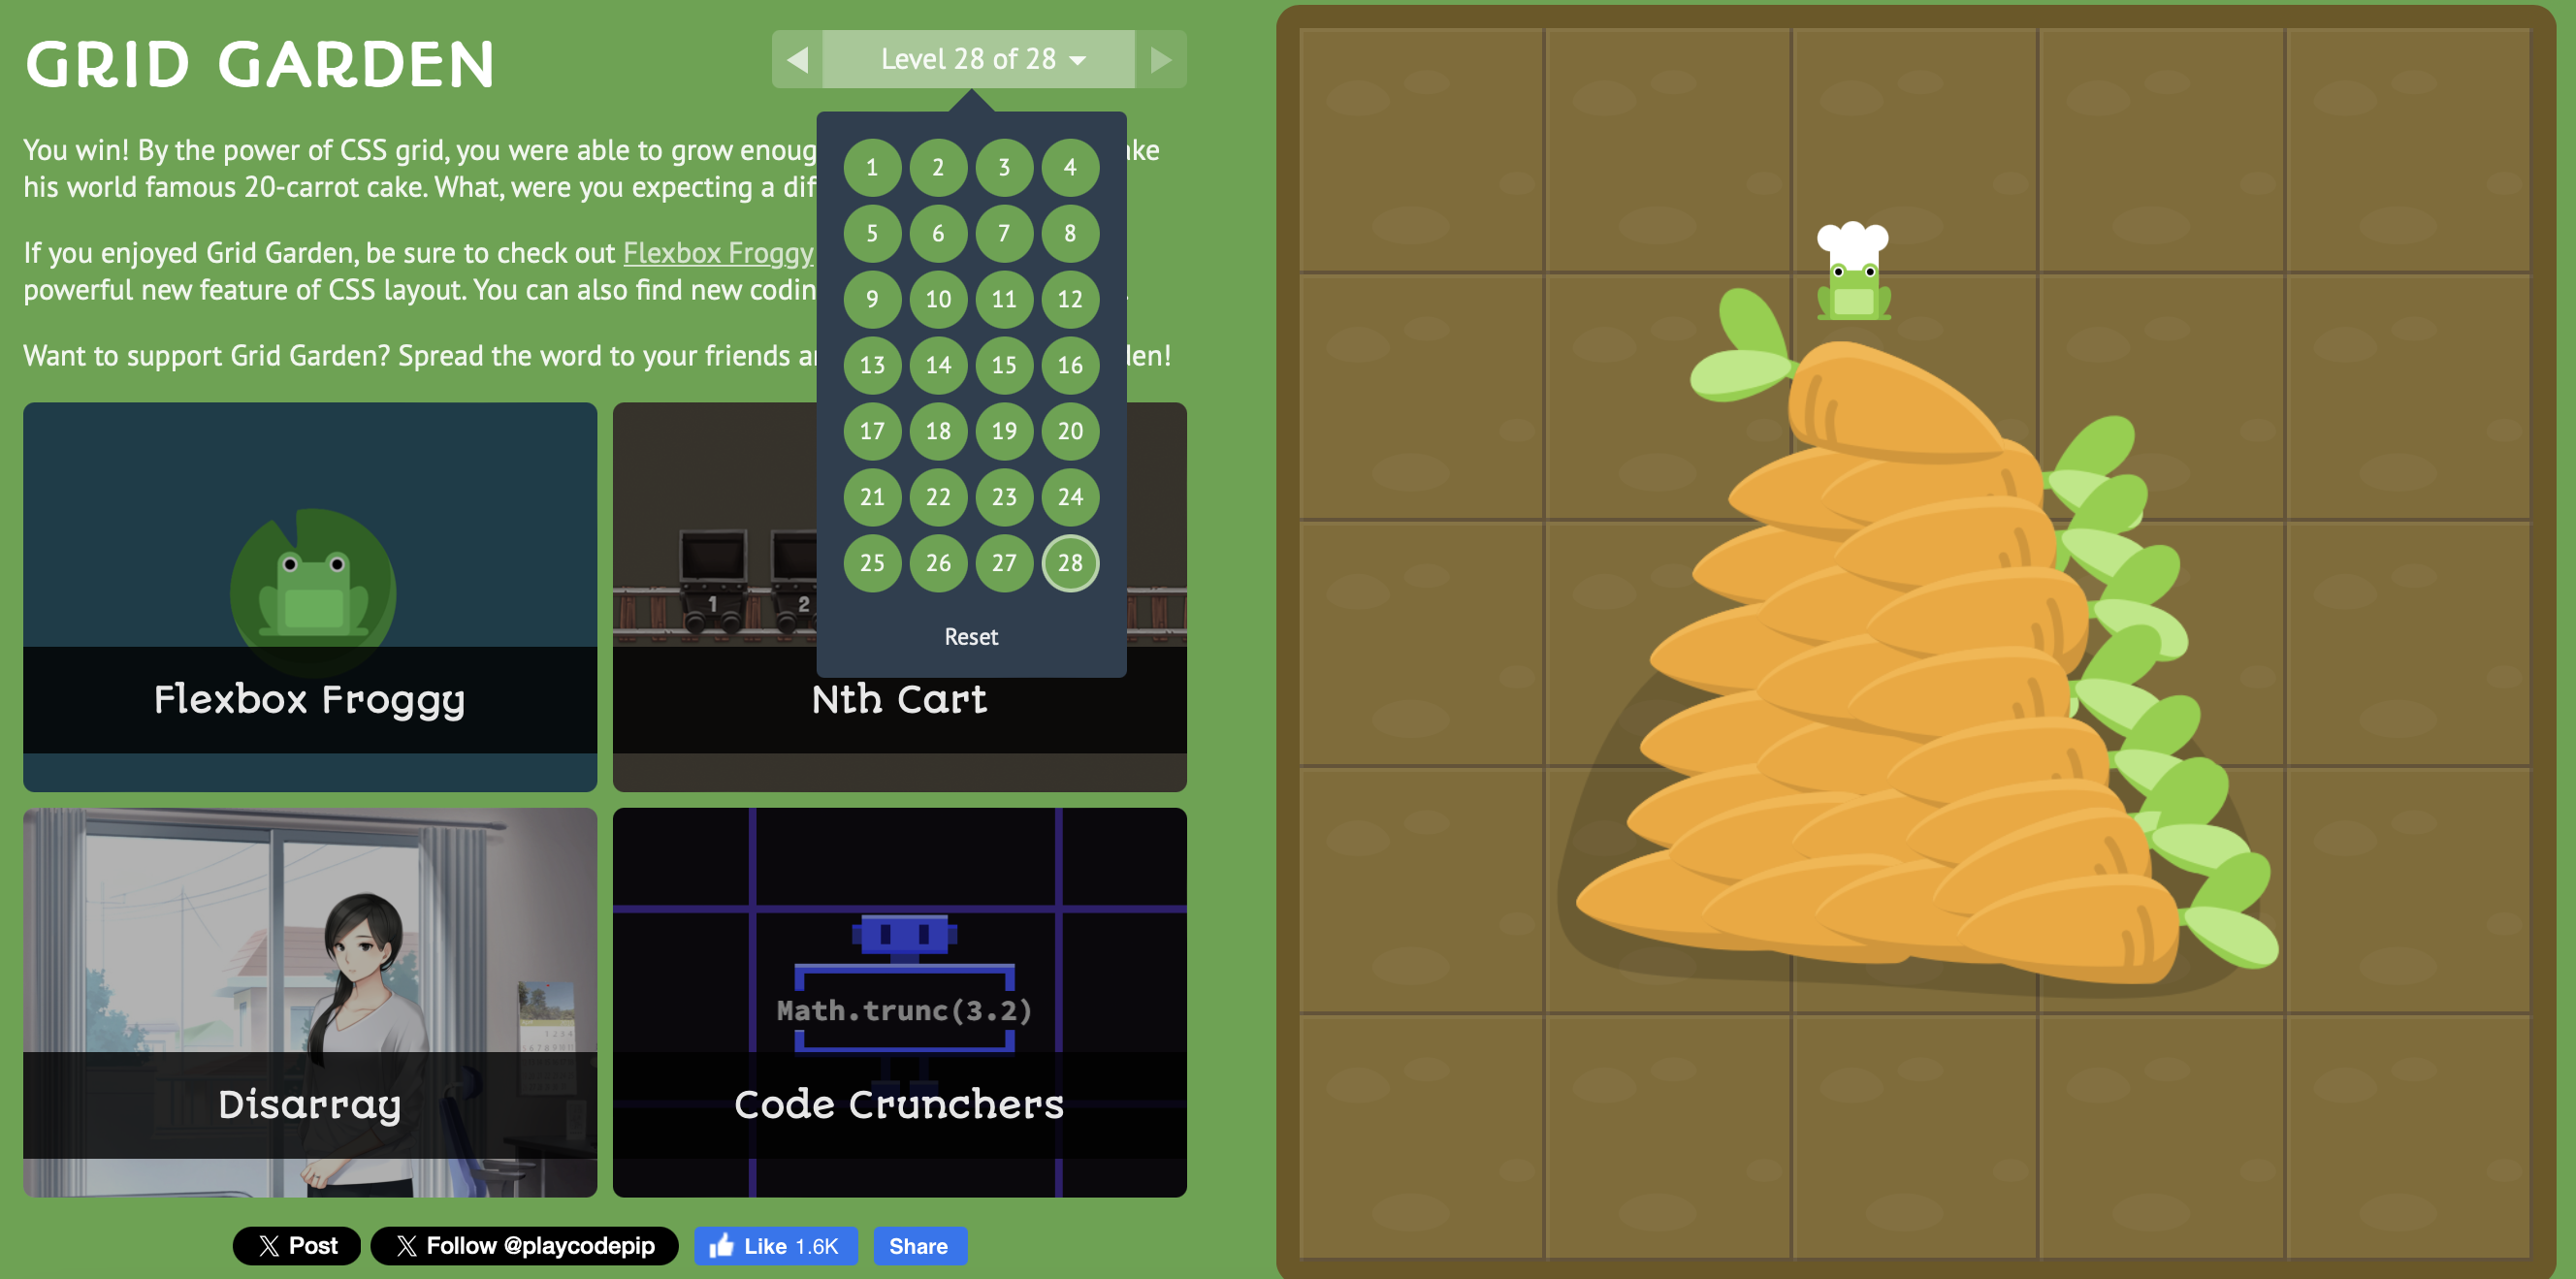 GRID GARDEN
Level 28 of 28
You win! By the power of CSS grid, you were able to grow ke
his world famous 20-carrot cake. What, were you expecting a
If you enjoyed Grid Garden, be sure to check out Flexbox Froggy
powerful new feature of CSS layout. You can also find new
Want to support Grid Garden? Spread the word to your friends
1 2 3 4
5 6 7 8
9 10 11 12
13 14 15 16
17 18 19 20
21 22 23 24
25 26 27 28
Reset
1 2
Flexbox Froggy
Nth Cart
Math.trunc(3.2)
Disarray
Code Crunchers
Post
Follow @playcodepip
Like 1.6K
Share